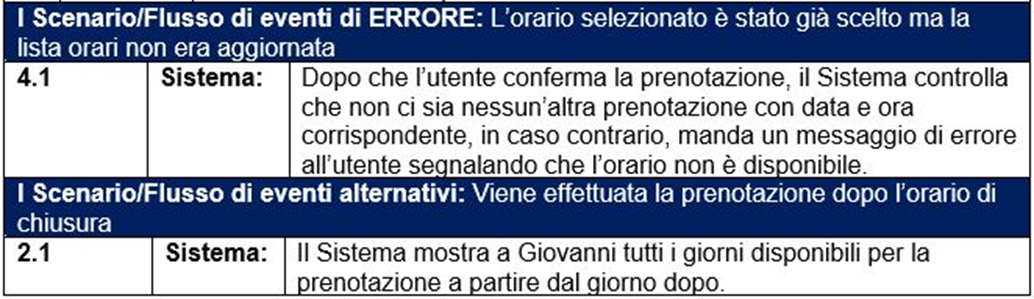 I Scenario/Flusso di eventi di ERRORE: L'orario selezionato è stato già scelto ma la
lista orari non era aggiornata
4.1 Sistema: Dopo che l'utente conferma la prenotazione, il Sistema controlla
che non ci sia nessun'altra prenotazione con data e ora
corrispondente, in caso contrario, manda un messaggio di errore
all'utente segnalando che l'orario non è disponibile.
I Scenario/Flusso di eventi alternativi: Viene effettuata la prenotazione dopo l'orario di
chiusura
2.1 Sistema: Il Sistema mostra a Giovanni tutti i giorni disponibili per la
prenotazione a partire dal giorno dopo.